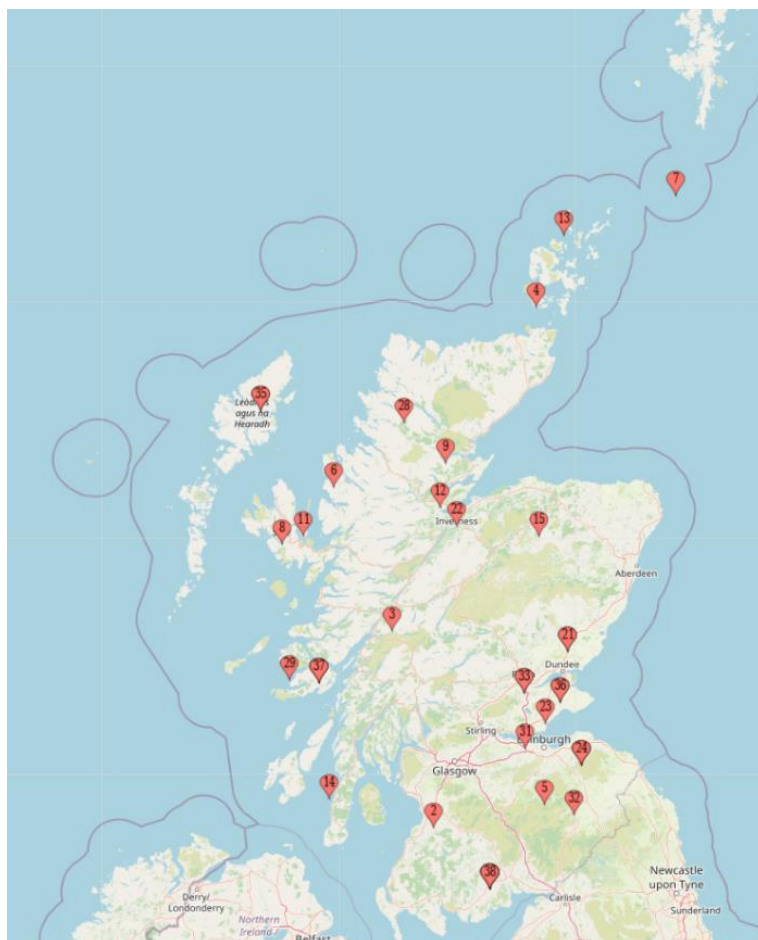 7
13
4
28
35
Leòdhas
agus na
Hearadh
9
6
12
22
Inverness
15
11
8
Aberdeen
3
21
29
37
Dundee
33
36
23
Stirling
31
Edinburgh
24
Glasgow
14
5
32
2
38
Newcastle
upon Tyne
Carlisle
Sunderland
Derry/
Londonderry
Northern
Ireland /
Belfast